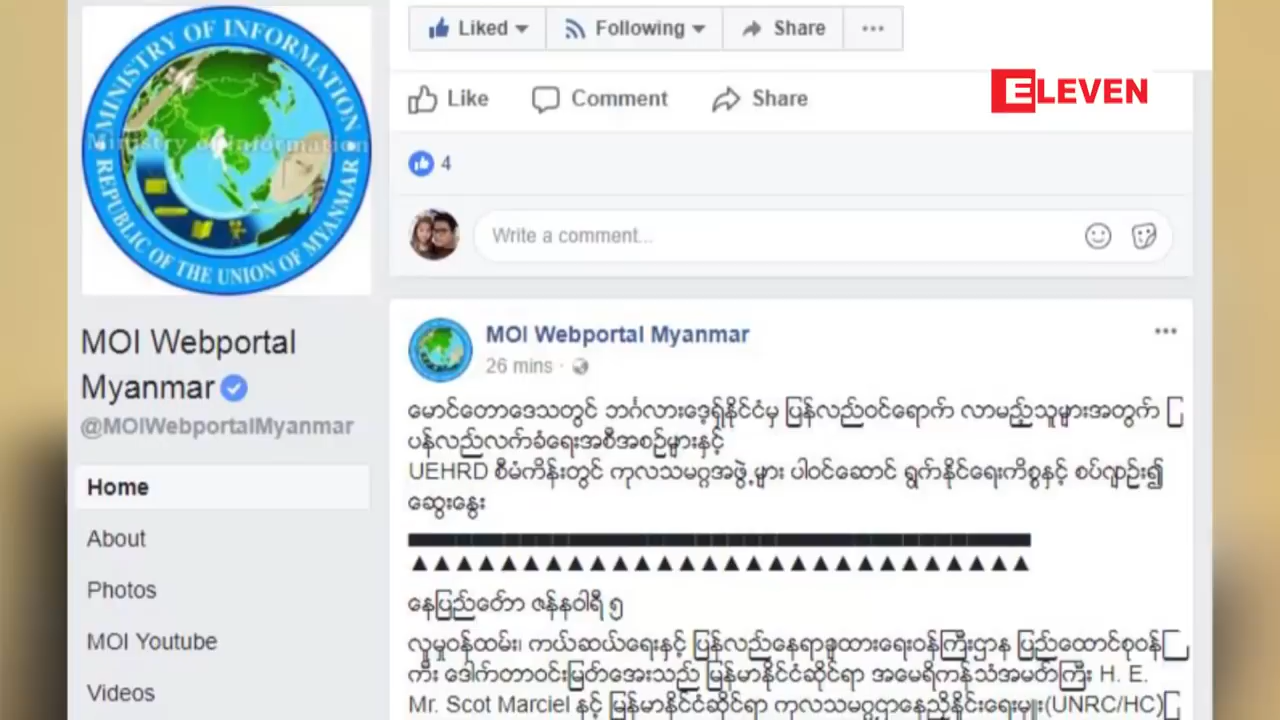 Liked Following Share
ELEVEN
Like Comment Share
4
Write a comment...
MINISTRY OF INFORMATION
Ministry of Information
REPUBLIC OF THE UNION OF MYANMAR
MOI Webportal
Myanmar
@MOIWebportalMyanmar
Home
About
Photos
MOI Youtube
Videos
MOI Webportal Myanmar
26 mins
မောင်တောဒေသတွင် ဘင်္ဂလားဒေ့ရှ်နိုင်ငံမှ ပြန်လည်ဝင်ရောက် လာမည့်သူများအတွက် ပြ
ပန်လည်လက်ခံရေးအစီအစဉ်များနှင့်
UEHRD စီမံကိန်းတွင် ကုလသမဂ္ဂအဖွဲ့များ ပါဝင်ဆောင် ရွက်နိုင်ရေးကိစ္စနှင့် စပ်လျဉ်း၍
ဆွေးနွေး
▲▲▲▲▲▲▲▲▲▲▲▲▲▲▲▲▲▲▲▲▲▲▲▲▲▲▲
နေပြည်တော် ဇန်နဝါရီ ၅
လူမှုဝန်ထမ်း၊ ကယ်ဆယ်ရေးနှင့် ပြန်လည်နေရာချထားရေးဝန်ကြီးဌာန ပြည်ထောင်စုဝန်ကြီး
ကီး ဒေါက်တာဝင်းမြတ်အေးသည် မြန်မာနိုင်ငံဆိုင်ရာ အမေရိကန်သံအမတ်ကြီး H. E.
Mr. Scot Marciel နှင့် မြန်မာနိုင်ငံဆိုင်ရာ ကုလသမဂ္ဂဌာနေညှိနှိုင်းရေးမှူး(UNRC/HC)